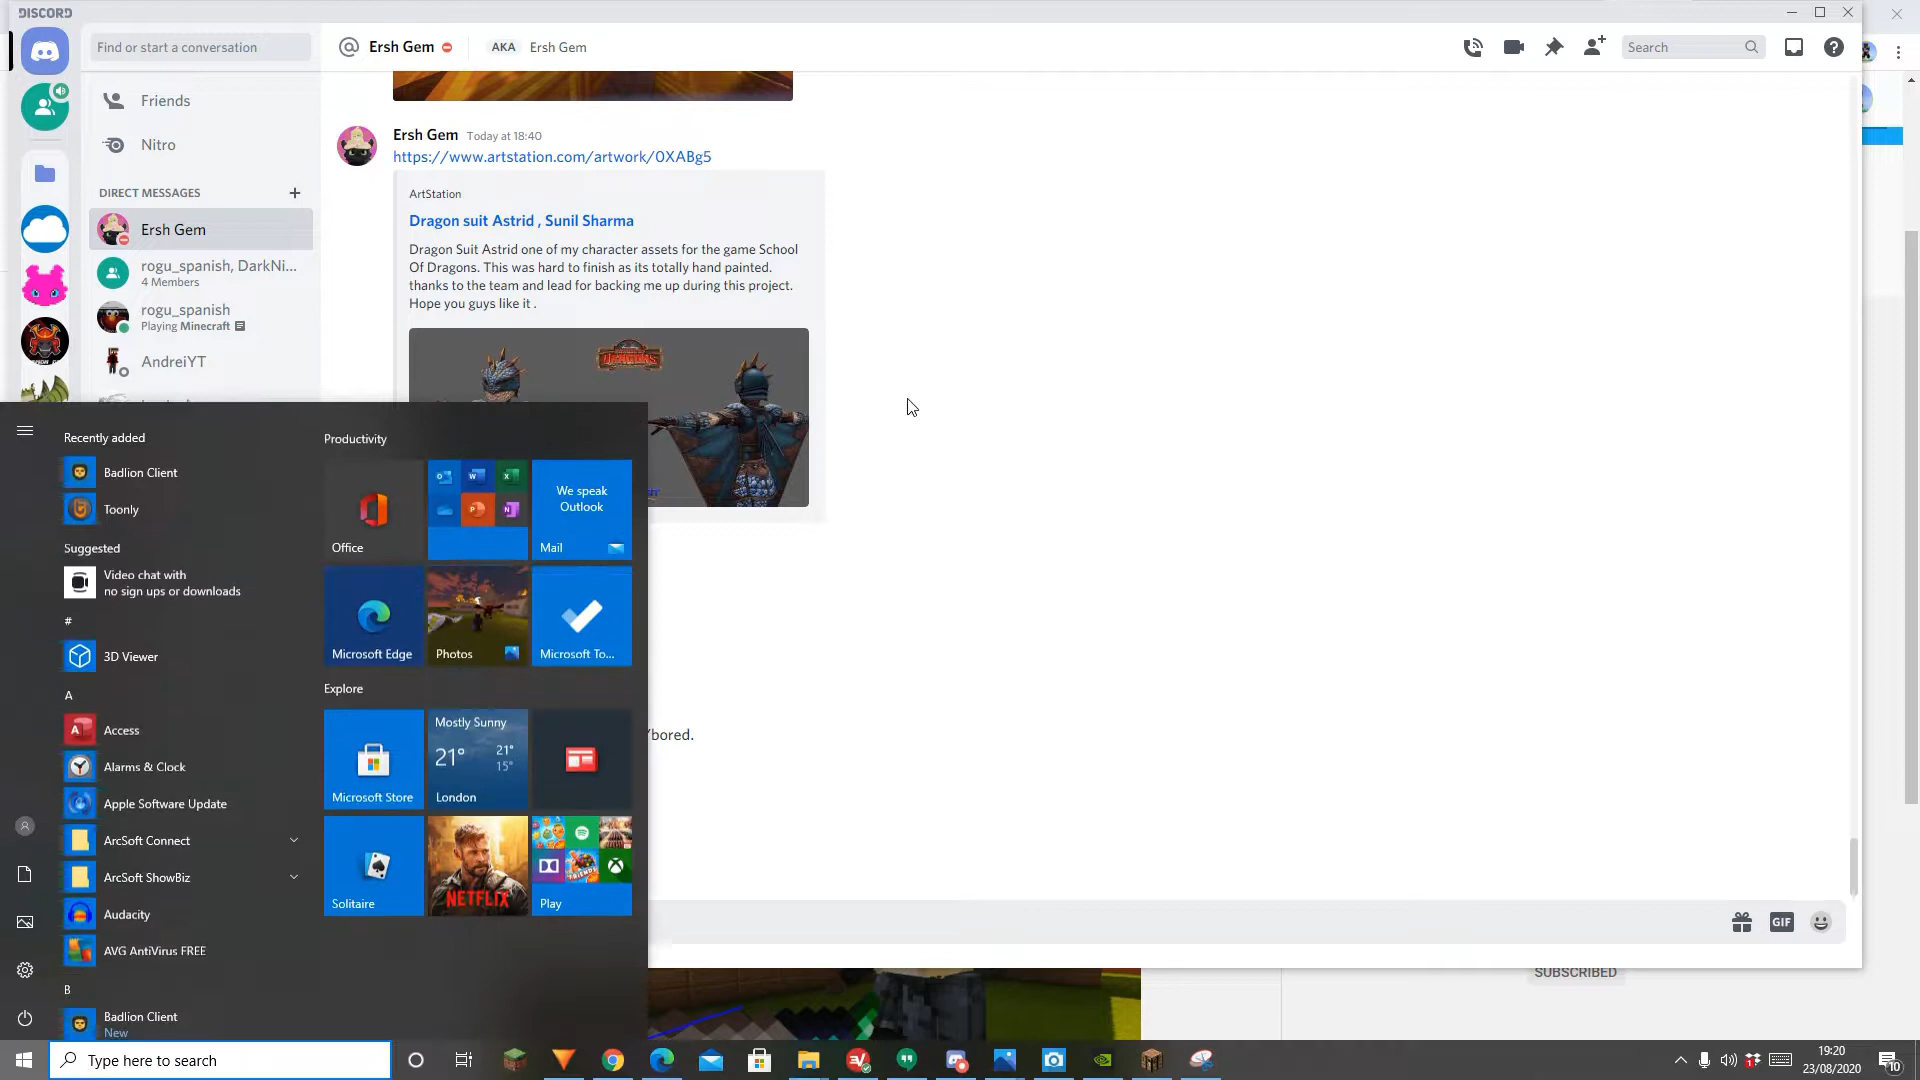 DISCORD
Find or start a conversation
Ersh Gem
AKA Ersh Gem
Search
Friends
Nitro
DIRECT MESSAGES
Ersh Gem
rogu_spanish, DarkNi...
4 Members
rogu_spanish
Playing Minecraft
AndreiYT
Ersh Gem Today at 18:40
https://www.artstation.com/artwork/0XABg5
ArtStation
Dragon suit Astrid , Sunil Sharma
Dragon Suit Astrid one of my character assets for the game School
Of Dragons. This was hard to finish as its totally hand painted.
thanks to the team and lead for backing me up during this project.
Hope you guys like it .
DRAGONS
/bored.
GIF
SUBSCRIBED
Recently added
Badlion Client
Toonly
Suggested
Video chat with
no sign ups or downloads
#
3D Viewer
A
Access
Alarms & Clock
Apple Software Update
ArcSoft Connect
ArcSoft ShowBiz
Audacity
AVG AntiVirus FREE
B
Badlion Client
New
Productivity
Office
We speak
Outlook
Mail
Microsoft Edge
Photos
Microsoft To...
Explore
Microsoft Store
Mostly Sunny
21° 21°
15°
London
Solitaire
NETFLIX
Play
Type here to search
19:20
23/08/2020
10